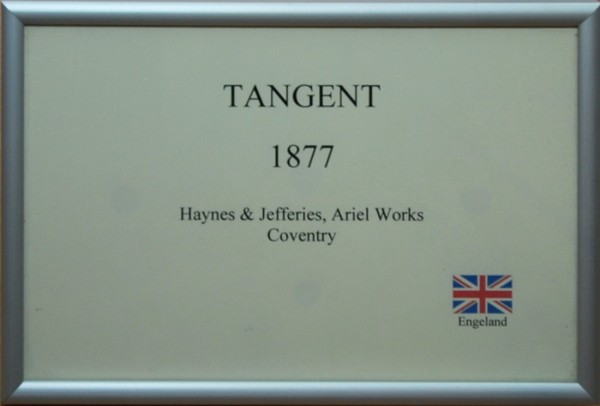 TANGENT
1877
Haynes & Jefferies, Ariel Works
Coventry
Engeland